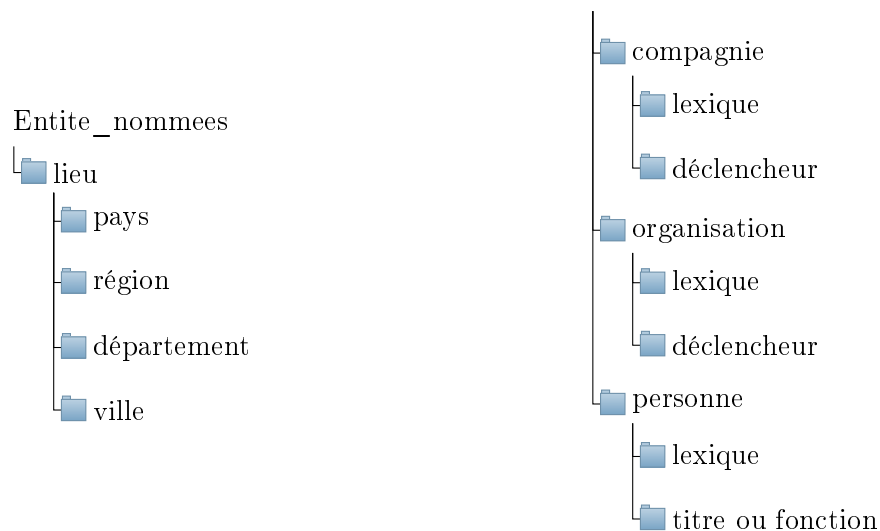 Entite_nommees
lieu
pays
région
département
ville
compagnie
lexique
déclencheur
organisation
lexique
déclencheur
personne
lexique
titre ou fonction